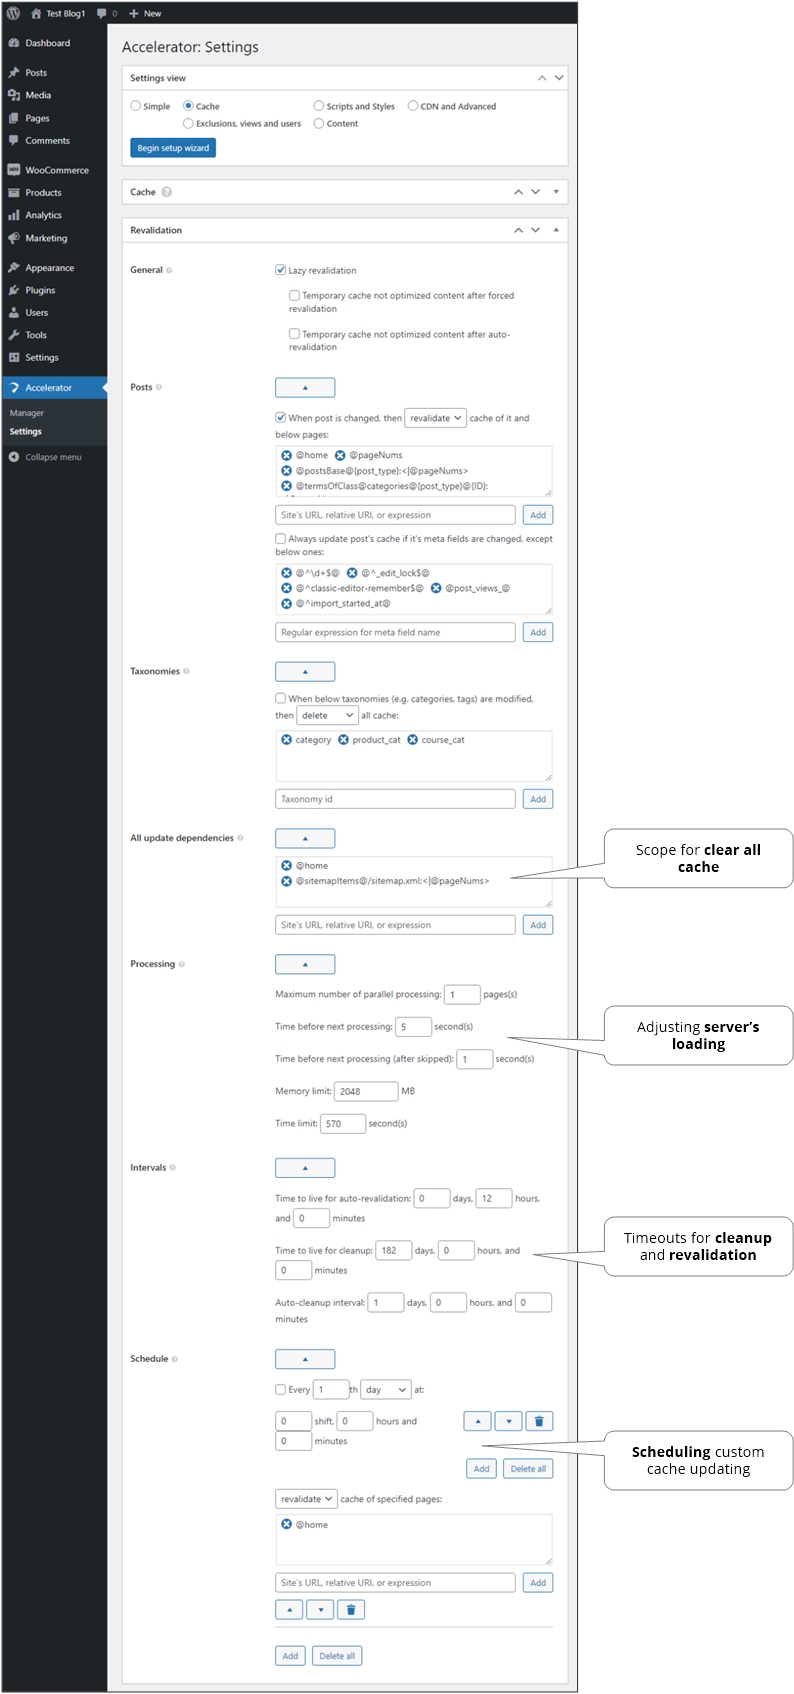 Test Blog1 0 New
Dashboard
Posts
Media
Pages
Comments
WooCommerce
Products
Analytics
Marketing
Appearance
Plugins
Users
Tools
Settings
Accelerator
Manager
Settings
Collapse menu
Accelerator: Settings
Settings view
Simple Cache Scripts and Styles CDN and Advanced
Exclusions, views and users Content
Begin setup wizard
Cache ?
Revalidation
General ?
Lazy revalidation
Temporary cache not optimized content after forced
revalidation
Temporary cache not optimized content after auto-
revalidation
Posts ?
When post is changed, then revalidate cache of it and
below pages:
@home @pageNums
@postsBase@{post_type}:<|@pageNums>
@termsOfClass@categories@{post_type}@{ID}:
Site's URL, relative URI, or expression Add
Always update post's cache if it's meta fields are changed, except
below ones:
@^\d+$@ @^_edit_lock$@
@^classic-editor-remember$@ @post_views_@
@^import_started_at@
Regular expression for meta field name Add
Taxonomies ?
When below taxonomies (e.g. categories, tags) are modified,
then delete all cache:
category product_cat course_cat
Taxonomy id Add
All update dependencies ?
@home
@sitemapItems@/sitemap.xml:<|@pageNums>
Site's URL, relative URI, or expression Add
Scope for clear all
cache
Processing ?
Maximum number of parallel processing: 1 pages(s)
Time before next processing: 5 second(s)
Time before next processing (after skipped): 1 second(s)
Memory limit: 2048 MB
Time limit: 570 second(s)
Adjusting server's
loading
Intervals ?
Time to live for auto-revalidation: 0 days, 12 hours,
and 0 minutes
Time to live for cleanup: 182 days, 0 hours, and
0 minutes
Auto-cleanup interval: 1 days, 0 hours, and 0
minutes
Timeouts for cleanup
and revalidation
Schedule ?
Every 1 th day at:
0 shift, 0 hours and
0 minutes
Add Delete all
Scheduling custom
cache updating
revalidate cache of specified pages:
@home
Site's URL, relative URI, or expression Add
Add Delete all